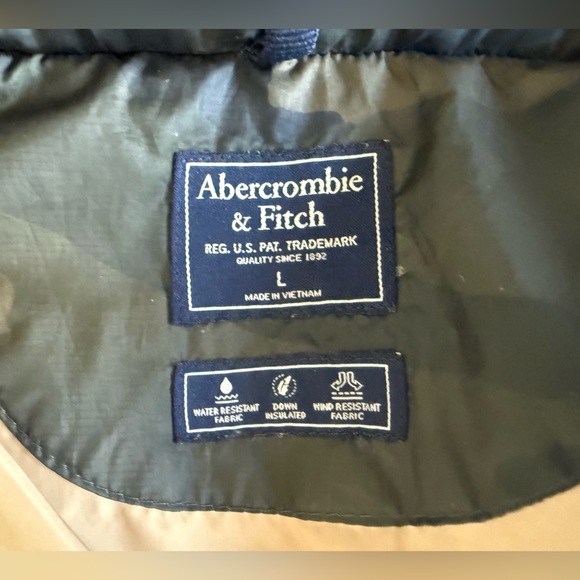 Abercrombie
& Fitch
REG. U.S. PAT. TRADEMARK
QUALITY SINCE 1892
L
MADE IN VIETNAM
WATER RESISTANT
FABRIC
DOWN
INSULATED
WIND RESISTANT
FABRIC